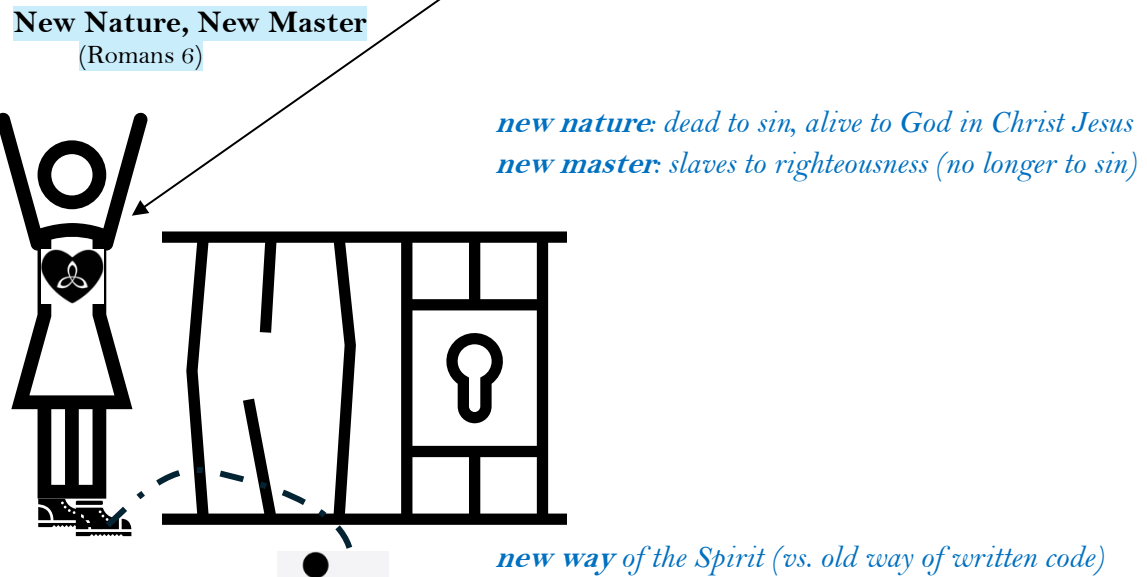 New Nature, New Master
(Romans 6)
new nature: dead to sin, alive to God in Christ Jesus
new master: slaves to righteousness (no longer to sin)
new way of the Spirit (vs. old way of written code)